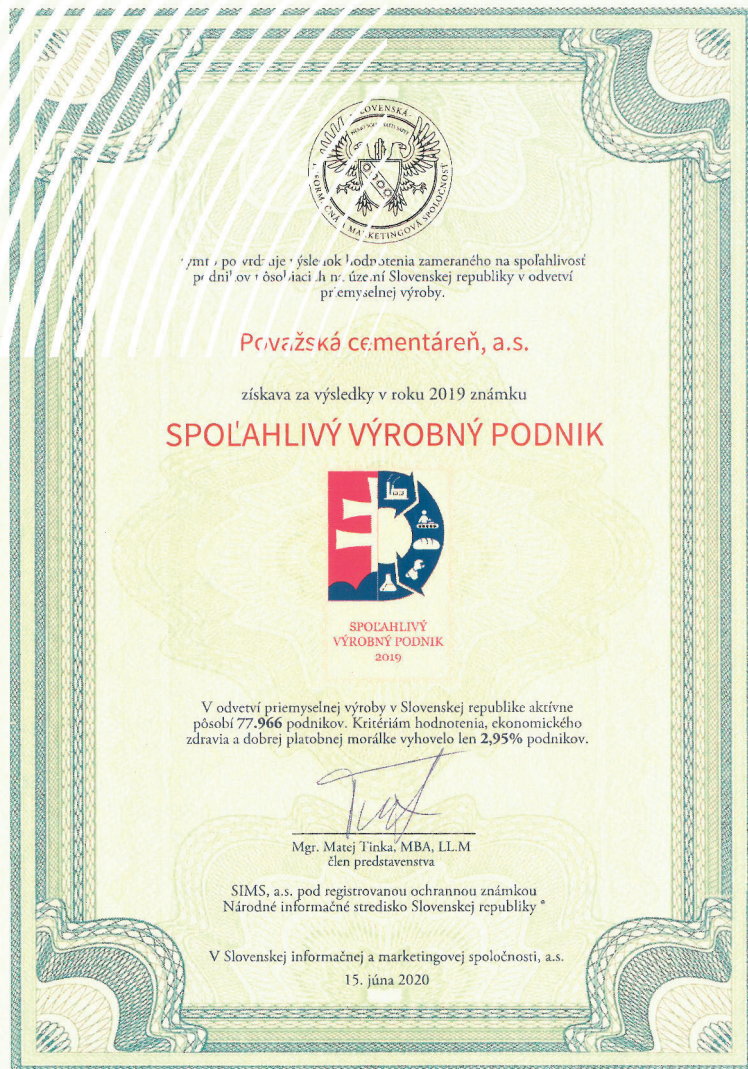 SLOVENSKÁ
INFORMAČNÁ A MARKETINGOVÁ SPOLOČNOSŤ
potvrdzuje výsledok hodnotenia zameraného na spoľahlivosť
podnikov pôsobiacich na území Slovenskej republiky v odvetví
priemyselnej výroby.
Považská cementáreň, a.s.
získava za výsledky v roku 2019 známku
SPOĽAHLIVÝ VÝROBNÝ PODNIK
SPOĽAHLIVÝ
VÝROBNÝ PODNIK
2019
V odvetví priemyselnej výroby v Slovenskej republike aktívne
pôsobí 77.966 podnikov. Kritériám hodnotenia, ekonomického
zdravia a dobrej platobnej morálke vyhovelo len 2,95% podnikov.
Mgr. Matej Tinka, MBA, LL.M
člen predstavenstva
SIMS, a.s. pod registrovanou ochrannou známkou
Národné informačné stredisko Slovenskej republiky ®
V Slovenskej informačnej a marketingovej spoločnosti, a.s.
15. júna 2020